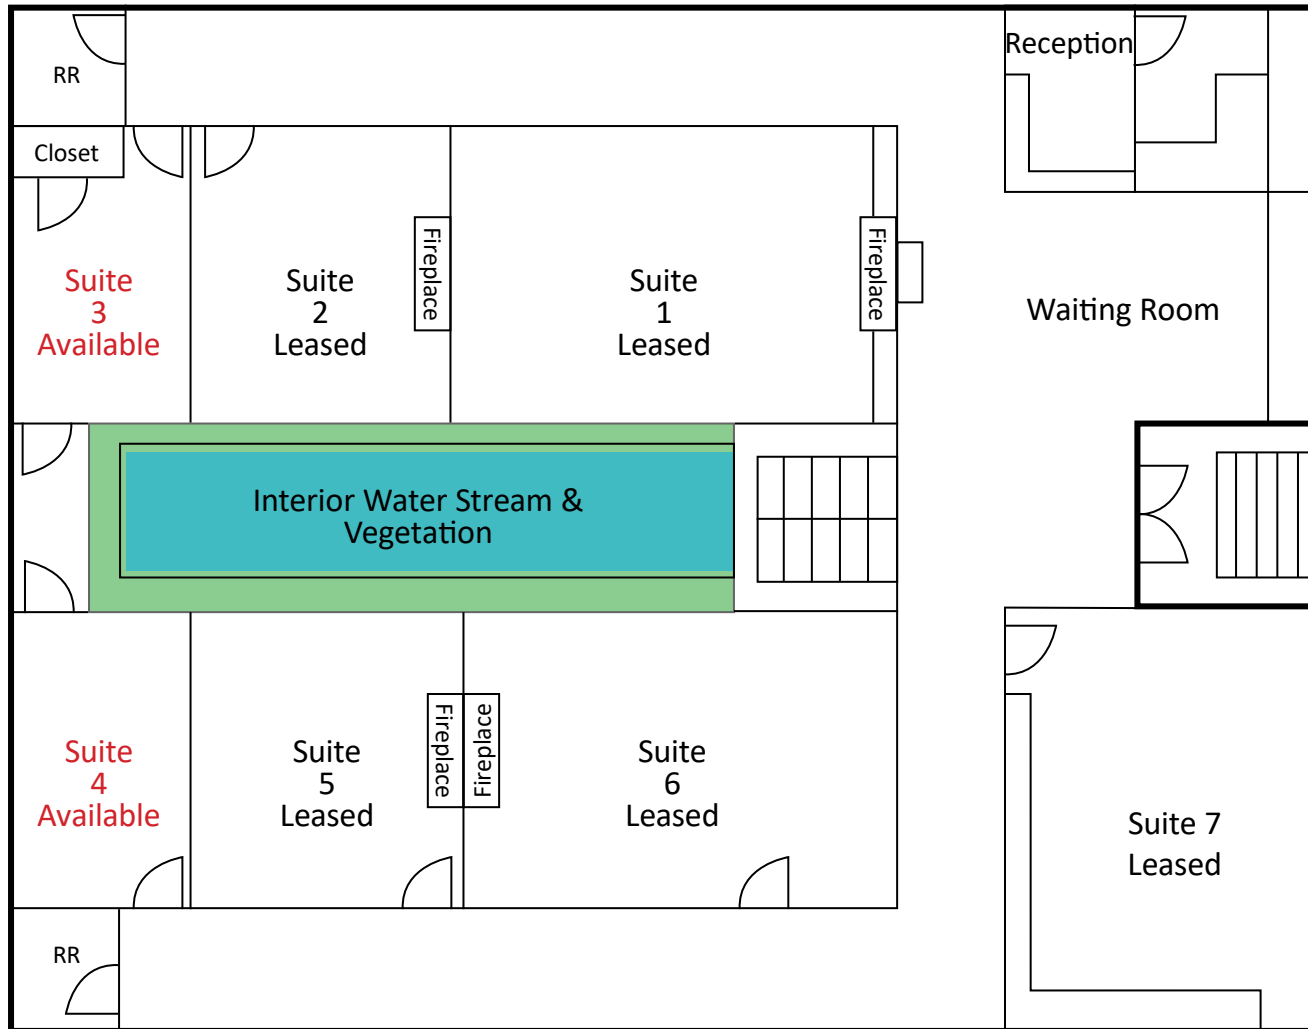 Reception
RR
Closet
Suite
3
Available
Suite
2
Leased
Fireplace
Suite
1
Leased
Fireplace
Waiting Room
Interior Water Stream &
Vegetation
Suite
4
Available
Suite
5
Leased
Fireplace
Fireplace
Suite
6
Leased
Suite 7
Leased
RR